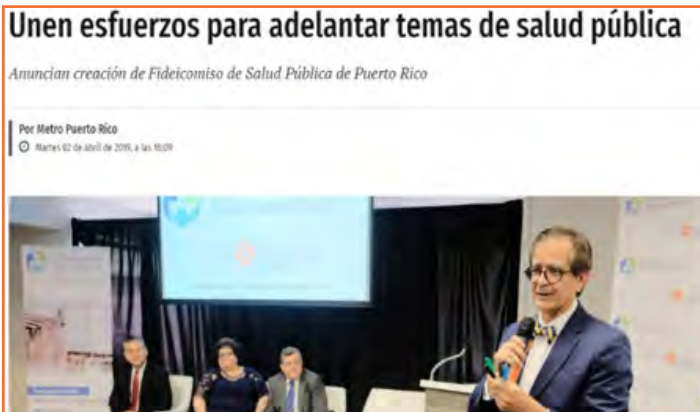 Unen esfuerzos para adelantar temas de salud pública
Anuncian creación de Fideicomiso de Salud Pública de Puerto Rico
Por Metro Puerto Rico
Martes 02 de abril de 2019, a las 16:09